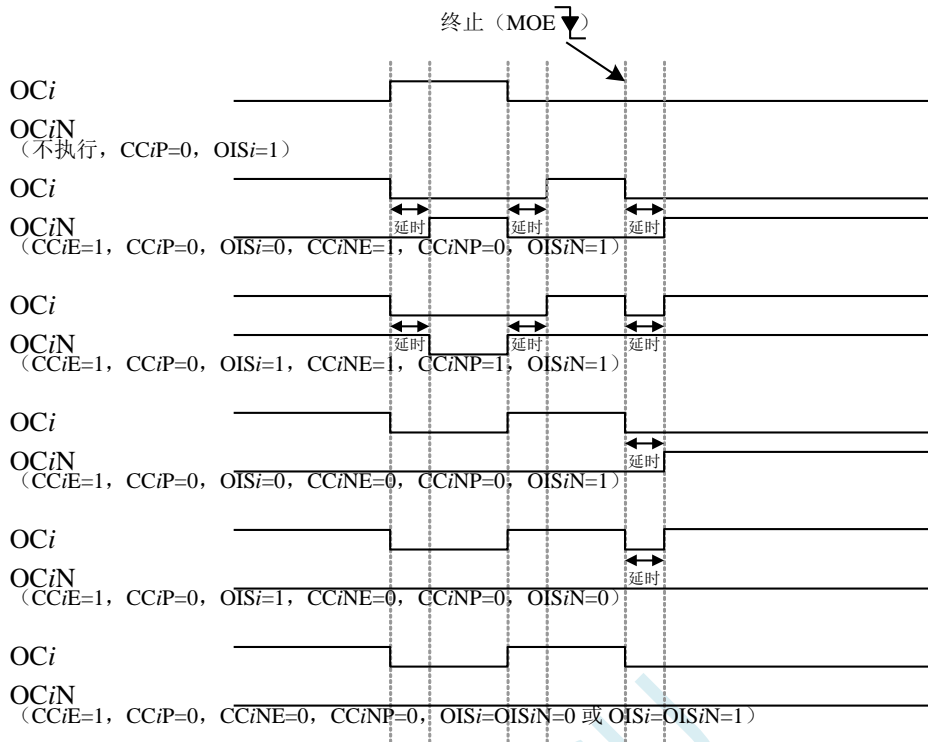 终止（MOE）
OCi
OCiN
（不执行，CCiP=0，OISi=1）
OCi
OCiN
延时 延时 延时
（CCiE=1，CCiP=0，OISi=0，CCiNE=1，CCiNP=0，OISiN=1）
OCi
OCiN
延时 延时 延时
（CCiE=1，CCiP=0，OISi=1，CCiNE=1，CCiNP=1，OISiN=1）
OCi
OCiN
延时
（CCiE=1，CCiP=0，OISi=0，CCiNE=0，CCiNP=0，OISiN=1）
OCi
OCiN
延时
（CCiE=1，CCiP=0，OISi=1，CCiNE=0，CCiNP=0，OISiN=0）
OCi
OCiN
（CCiE=1，CCiP=0，CCiNE=0，CCiNP=0，OISi=OISiN=0 或 OISi=OISiN=1）